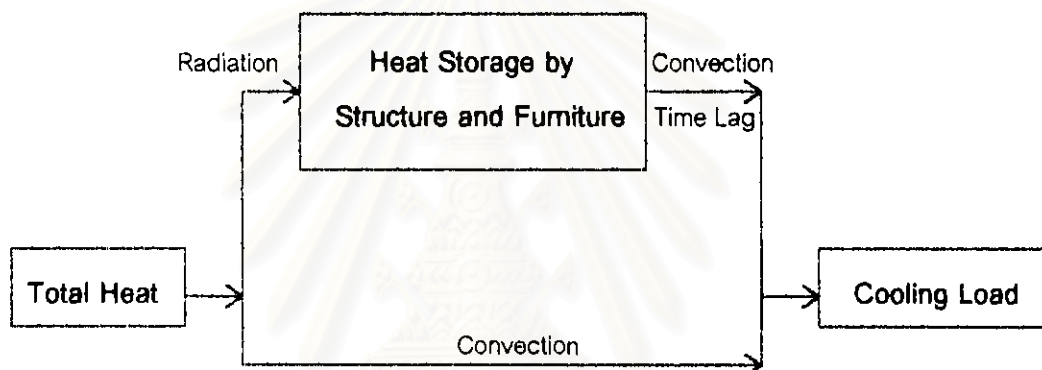 Radiation
Heat Storage by
Structure and Furniture
Convection
Time Lag
Total Heat
Cooling Load
Convection